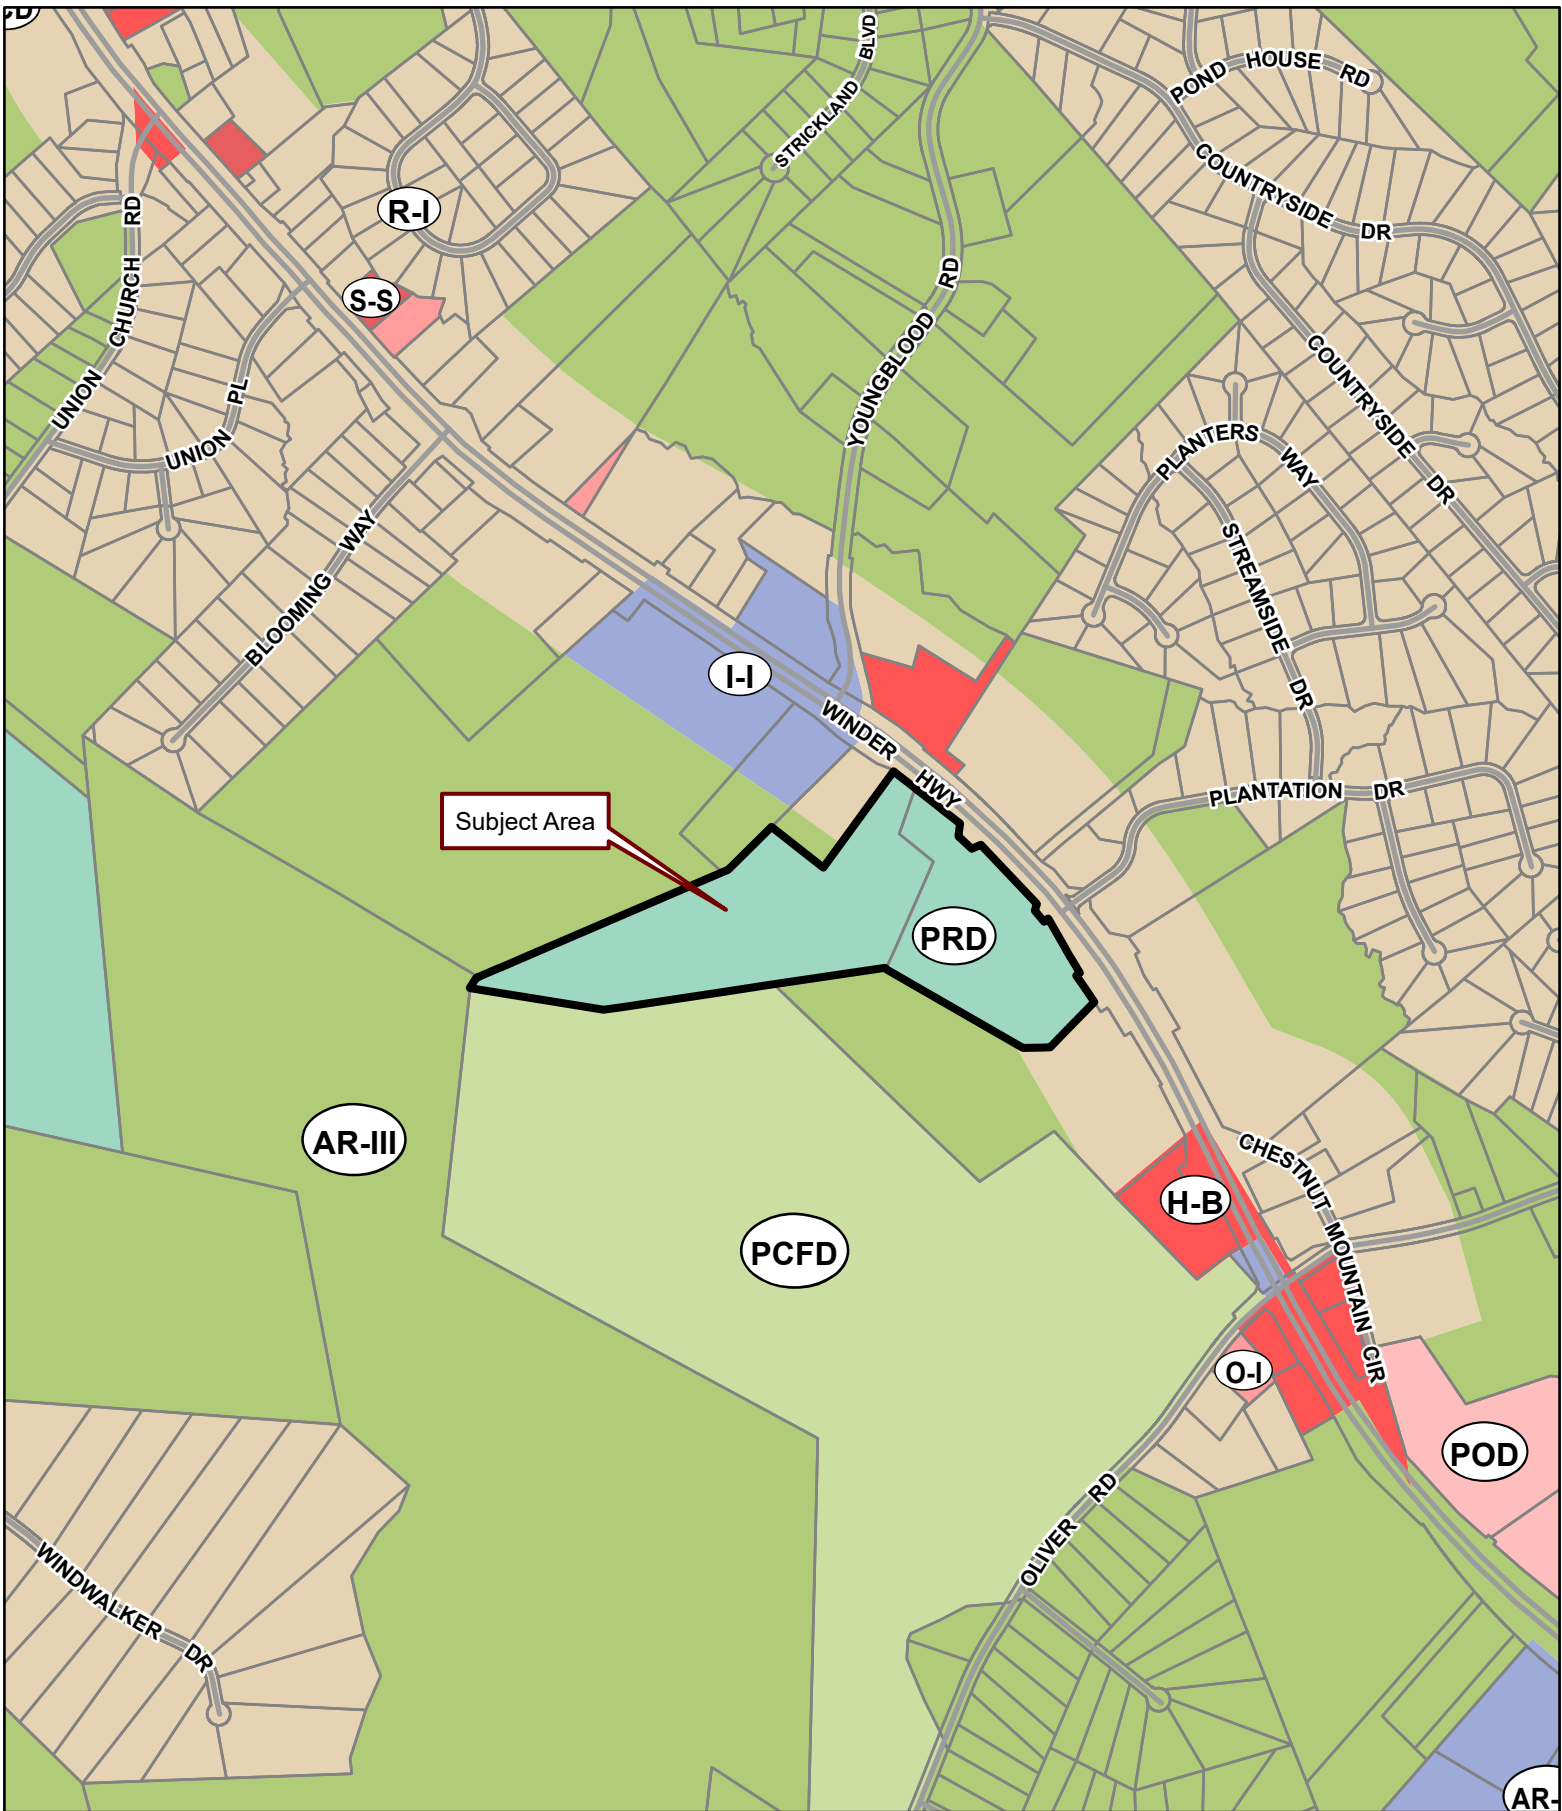 CD
POND HOUSE RD
STRICKLAND BLVD
COUNTRYSIDE DR
UNION CHURCH RD
R-I
S-S
YOUNGBLOOD RD
COUNTRYSIDE DR
UNION PL
PLANTERS WAY
BLOOMING WAY
STREAMSIDE DR
I-I
WINDER HWY
PLANTATION DR
Subject Area
PRD
AR-III
CHESTNUT MOUNTAIN CIR
H-B
PCFD
O-I
POD
OLIVER RD
WINDWALKER DR
AR-